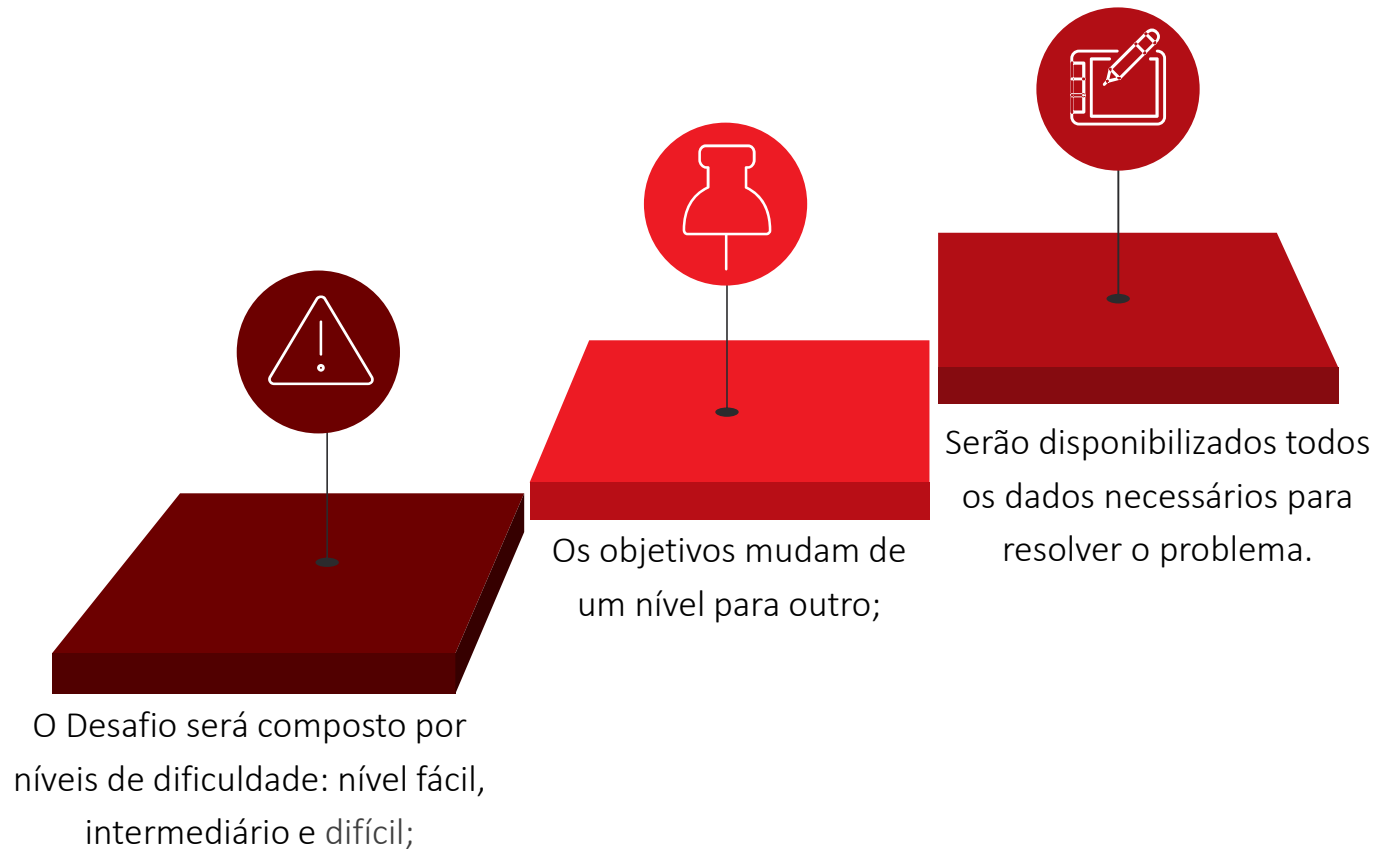 O Desafio será composto por
níveis de dificuldade: nível fácil,
intermediário e difícil;
Os objetivos mudam de
um nível para outro;
Serão disponibilizados todos
os dados necessários para
resolver o problema.